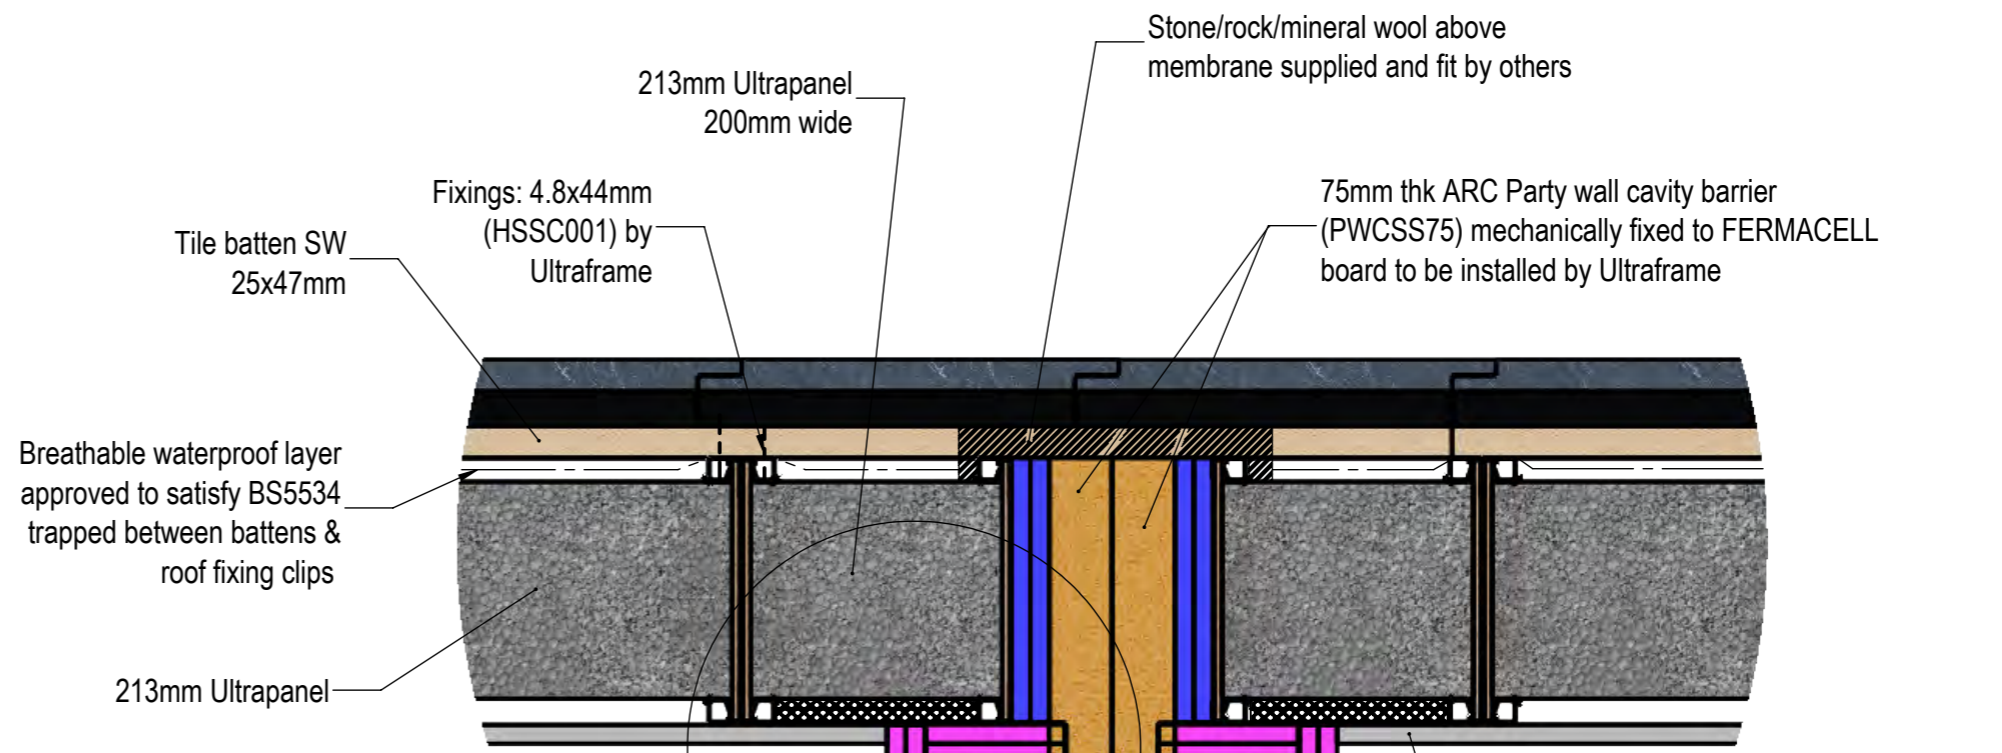 Stone/rock/mineral wool above
membrane supplied and fit by others
213mm Ultrapanel
200mm wide
Fixings: 4.8x44mm
(HSSC001) by
Ultraframe
75mm thk ARC Party wall cavity barrier
(PWCSS75) mechanically fixed to FERMACELL
board to be installed by Ultraframe
Tile batten SW
25x47mm
Breathable waterproof layer
approved to satisfy BS5534
trapped between battens &
roof fixing clips
213mm Ultrapanel